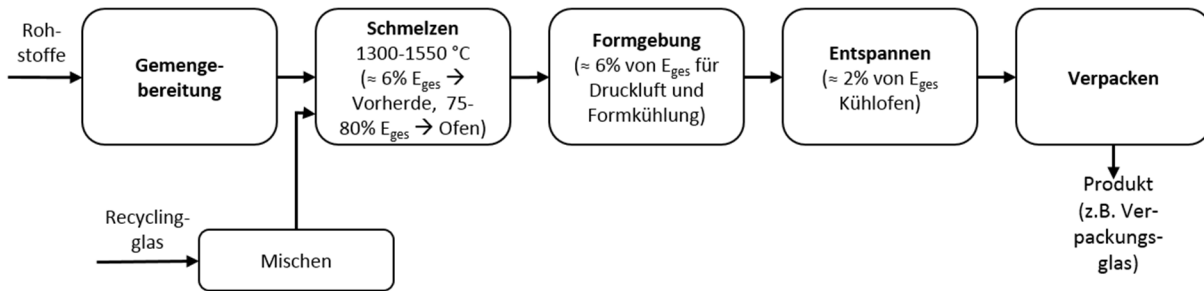 Roh-
stoffe
Gemenge-
bereitung
Schmelzen
1300-1550 °C
(≈ 6% Eges →
Vorherde, 75-
80% Eges → Ofen)
Formgebung
(≈ 6% von Eges für
Druckluft und
Formkühlung)
Entspannen
(≈ 2% von Eges
Kühlofen)
Verpacken
Produkt
(z.B. Ver-
packungs-
glas)
Recycling-
glas
Mischen